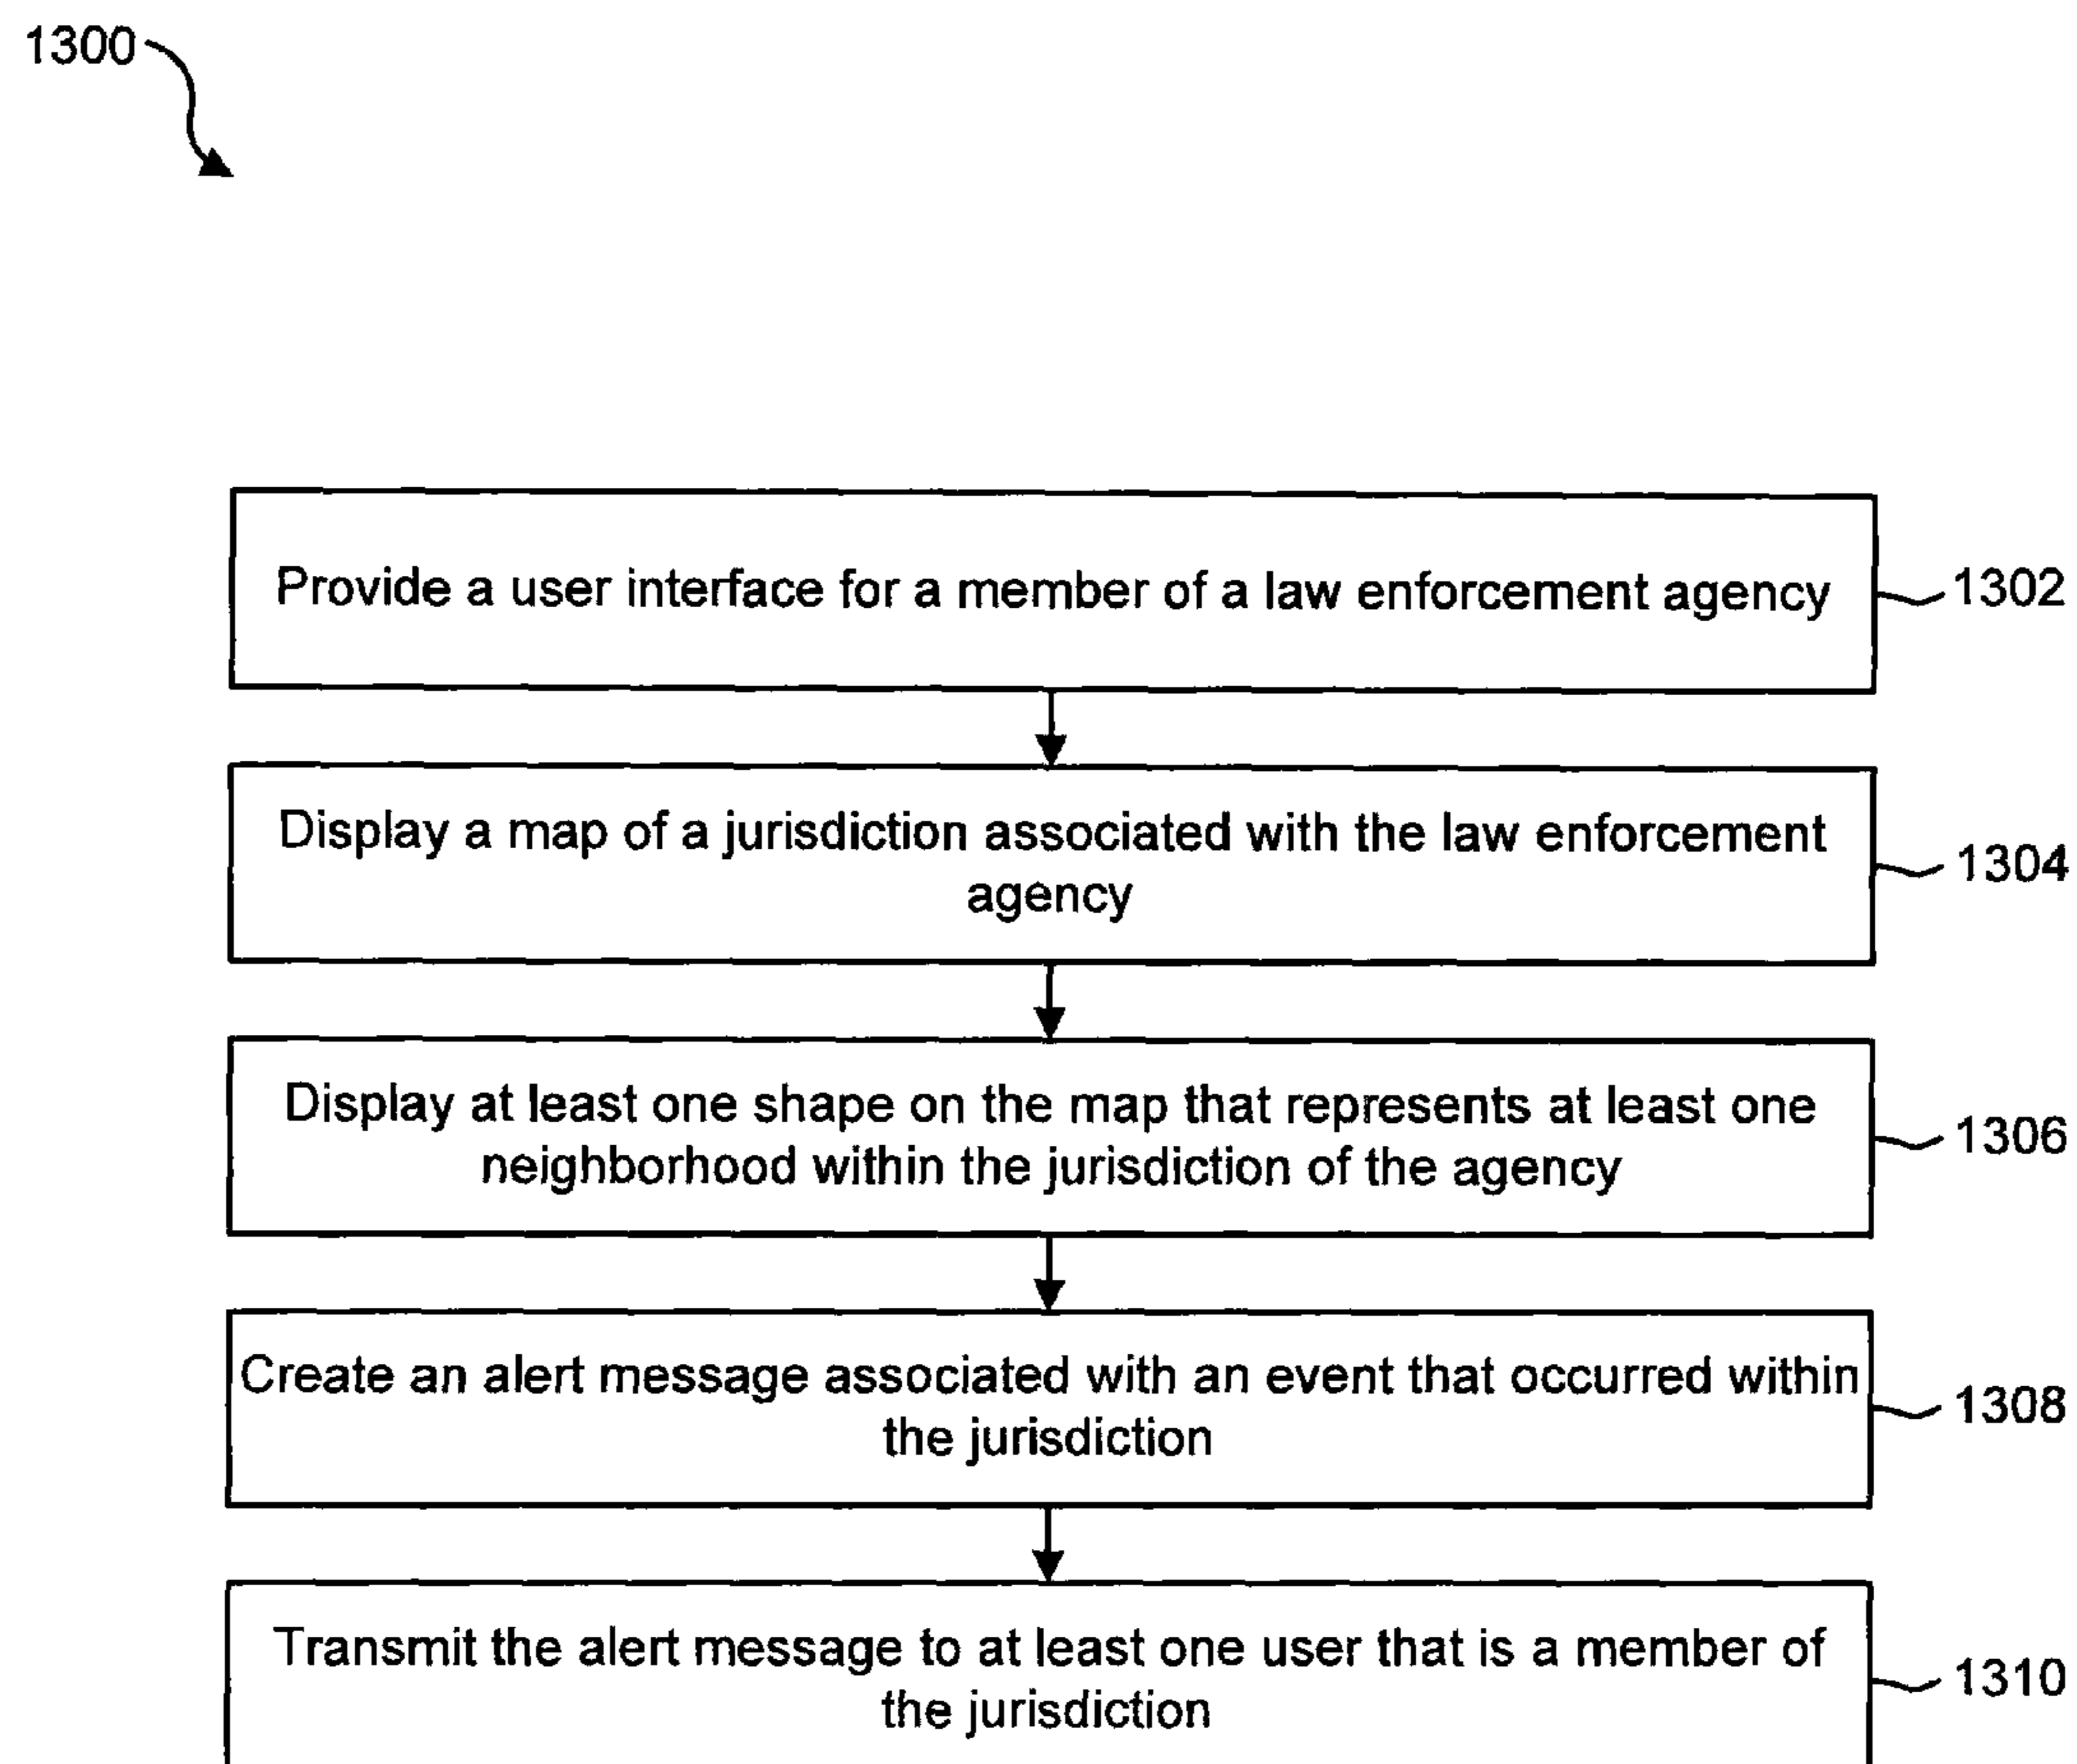 1300
Provide a user interface for a member of a law enforcement agency
1302
Display a map of a jurisdiction associated with the law enforcement
agency
1304
Display at least one shape on the map that represents at least one
neighborhood within the jurisdiction of the agency
1306
Create an alert message associated with an event that occurred within
the jurisdiction
1308
Transmit the alert message to at least one user that is a member of
the jurisdiction
1310